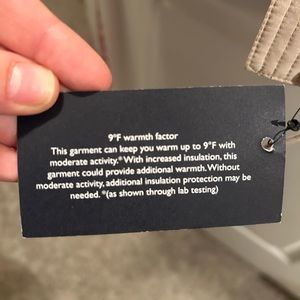 9°F warmth factor
This garment can keep you warm up to 9°F with
moderate activity.* With increased insulation, this
garment could provide additional warmth. Without
moderate activity, additional insulation protection may be
needed. *(as shown through lab testing)